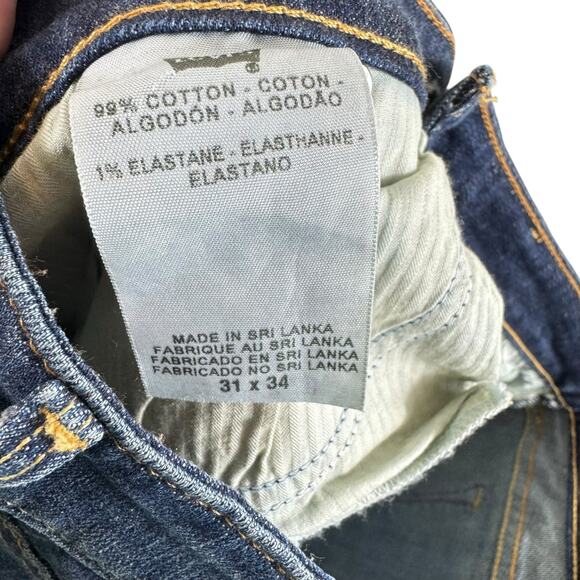 99% COTTON - COTON -
ALGODÓN - ALGODÃO
1% ELASTANE - ELASTHANNE -
ELASTANO
MADE IN SRI LANKA
FABRIQUE AU SRI LANKA
FABRICADO EN SRI LANKA
FABRICADO NO SRI LANKA
31 x 34